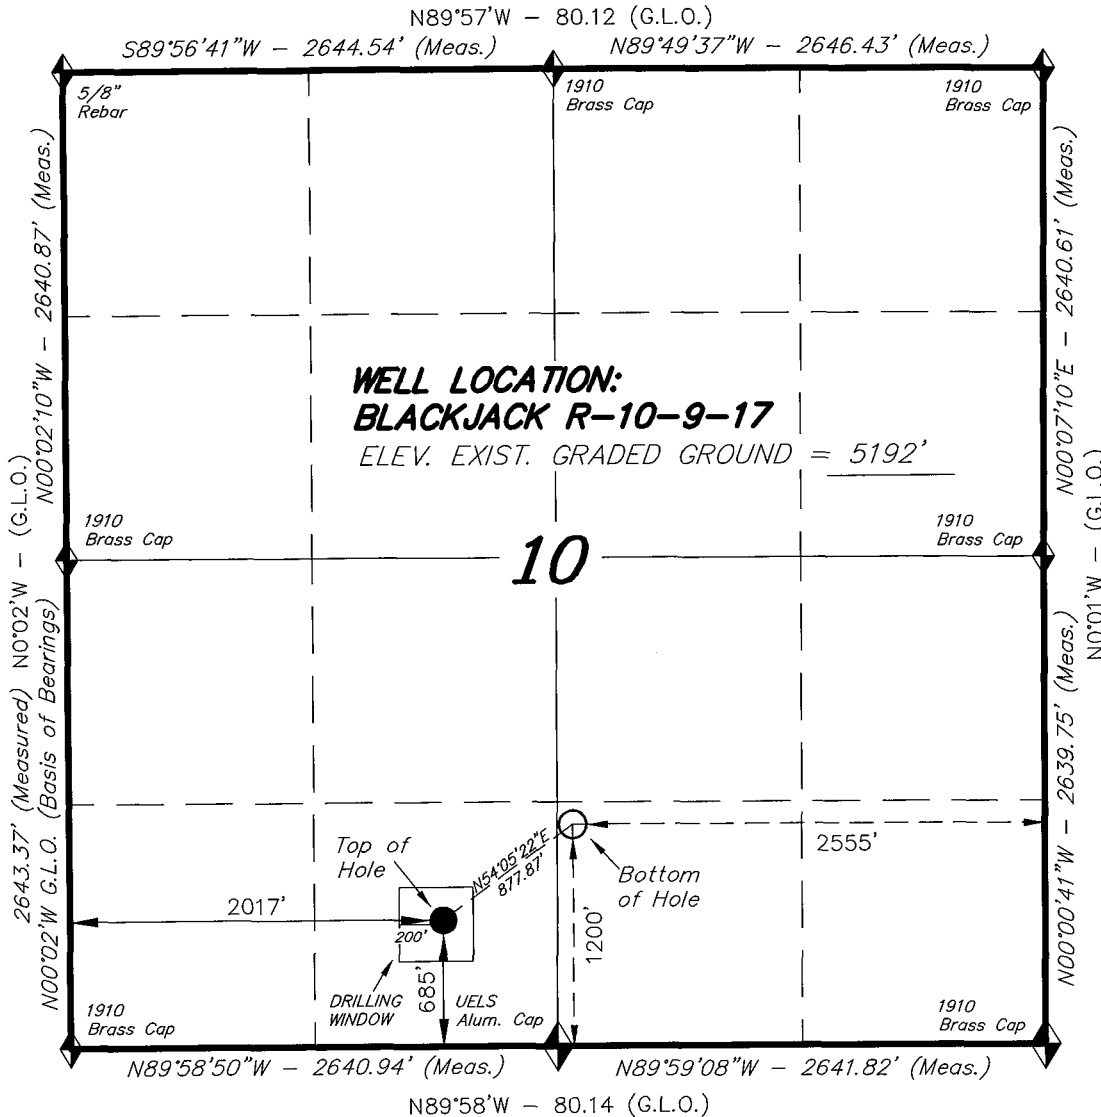 N89°57'W - 80.12 (G.L.O.)
S89°56'41"W - 2644.54' (Meas.)
N89°49'37"W - 2646.43' (Meas.)
5/8"
Rebar
1910
Brass Cap
1910
Brass Cap
N00°02'10"W - 2640.87' (Meas.)
N00°07'10"E - 2640.61' (Meas.)
WELL LOCATION:
BLACKJACK R-10-9-17
ELEV. EXIST. GRADED GROUND = 5192'
N0°02'W - (G.L.O.)
N0°01'W - (G.L.O.)
1910
Brass Cap
1910
Brass Cap
10
2643.37' (Measured)
N00°02'W G.L.O. (Basis of Bearings)
N00°00'41"W - 2639.75' (Meas.)
Top of
Hole
N54°05'22"E
877.87'
2555'
Bottom
of Hole
2017'
200'
1200'
685'
DRILLING
WINDOW
UELS
Alum. Cap
1910
Brass Cap
1910
Brass Cap
N89°58'50"W - 2640.94' (Meas.)
N89°59'08"W - 2641.82' (Meas.)
N89°58'W - 80.14 (G.L.O.)